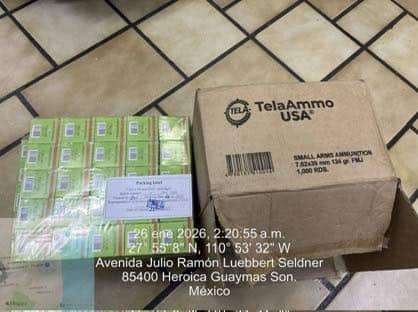 TELA
TelaAmmo
USA®
SMALL ARMS AMMUNITION
7.62x39 mm 124 gr. FMJ
1,000 RDS.
Packing label
26 ene 2026, 2:20:55 a.m.
27° 55' 8" N, 110° 53' 32" W
Avenida Julio Ramón Luebbert Seldner
85400 Heroica Guaymas Son.
México